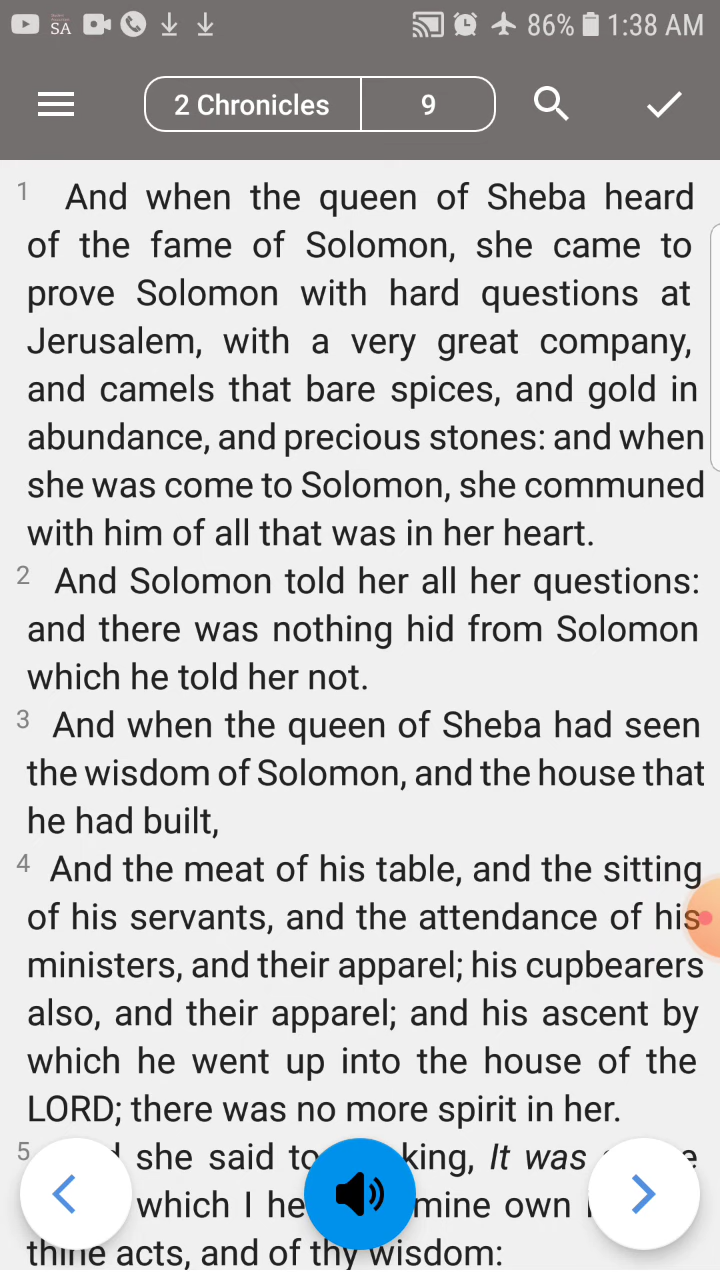 SA 86% 1:38 AM
2 Chronicles 9
1 And when the queen of Sheba heard
of the fame of Solomon, she came to
prove Solomon with hard questions at
Jerusalem, with a very great company,
and camels that bare spices, and gold in
abundance, and precious stones: and when
she was come to Solomon, she communed
with him of all that was in her heart.
2 And Solomon told her all her questions:
and there was nothing hid from Solomon
which he told her not.
3 And when the queen of Sheba had seen
the wisdom of Solomon, and the house that
he had built,
4 And the meat of his table, and the sitting
of his servants, and the attendance of his
ministers, and their apparel; his cupbearers
also, and their apparel; and his ascent by
which he went up into the house of the
LORD; there was no more spirit in her.
5 she said to king, It was
which I mine own
thine acts, and of thy wisdom: